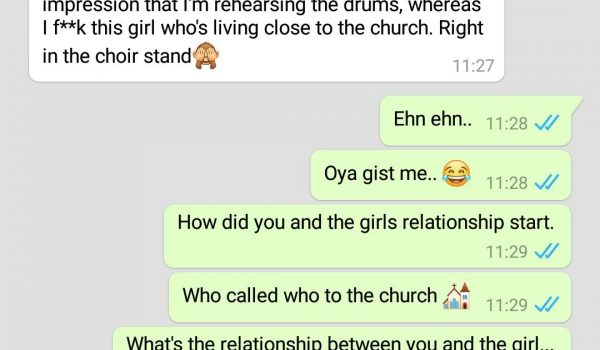 impression that I'm rehearsing the drums, whereas
I f**k this girl who's living close to the church. Right
in the choir stand🙈
11:27
Ehn ehn.. 11:28
Oya gist me.. 😂 11:28
How did you and the girls relationship start.
11:29
Who called who to the church ⛪ 11:29
What's the relationship between you and the girl...